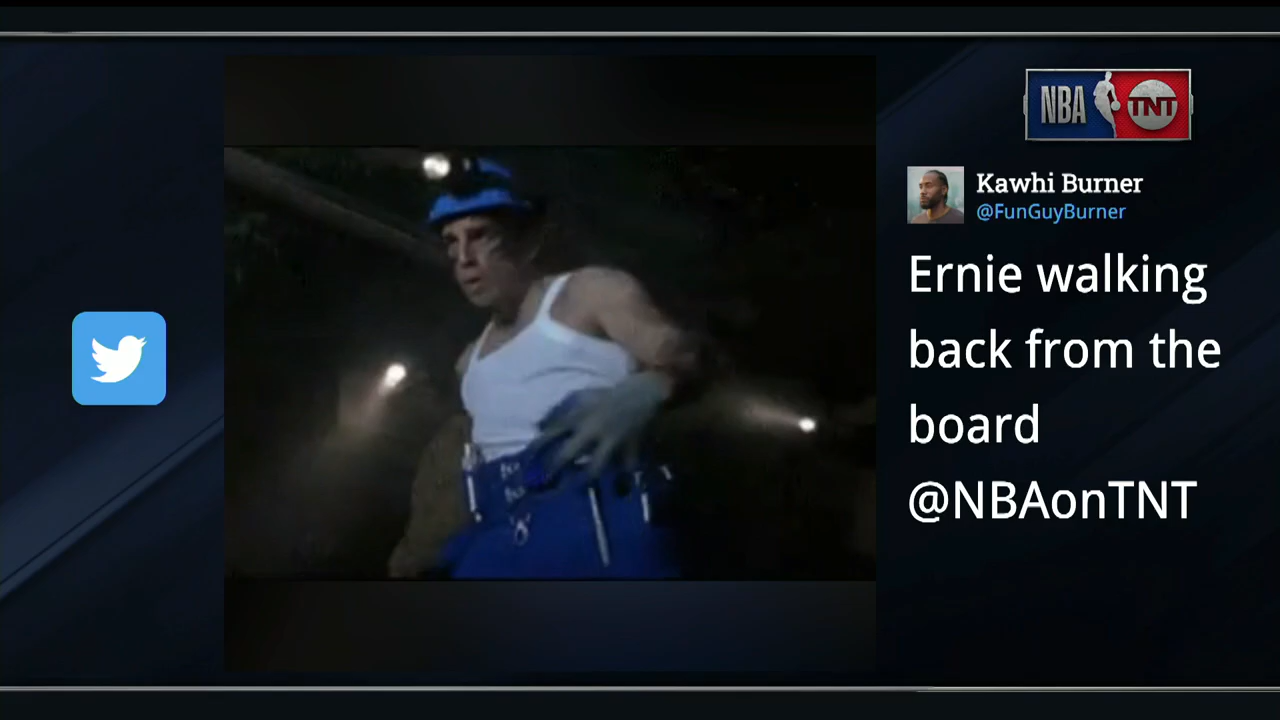 NBA TNT
Kawhi Burner
@FunGuyBurner
Ernie walking
back from the
board
@NBAonTNT